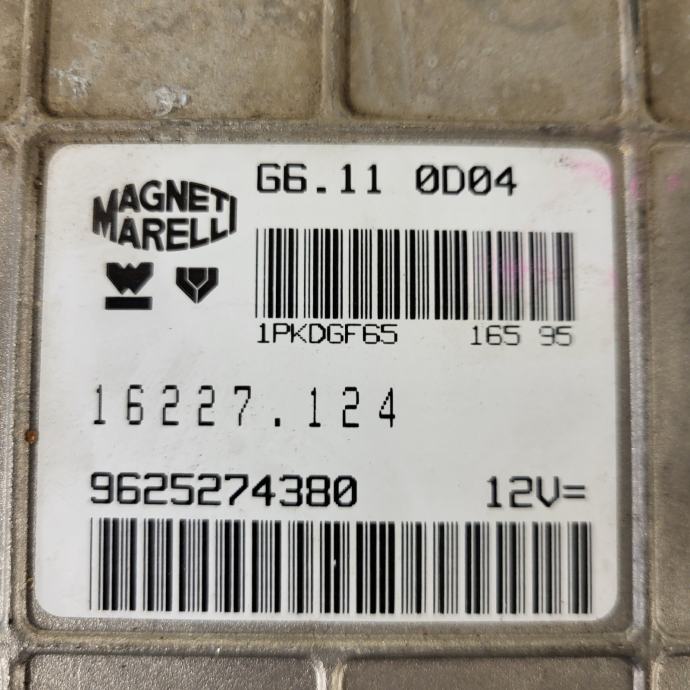 MAGNETI
MARELLI
G6.11 0D04
1PKDGF65 165 95
16227.124
9625274380 12V=